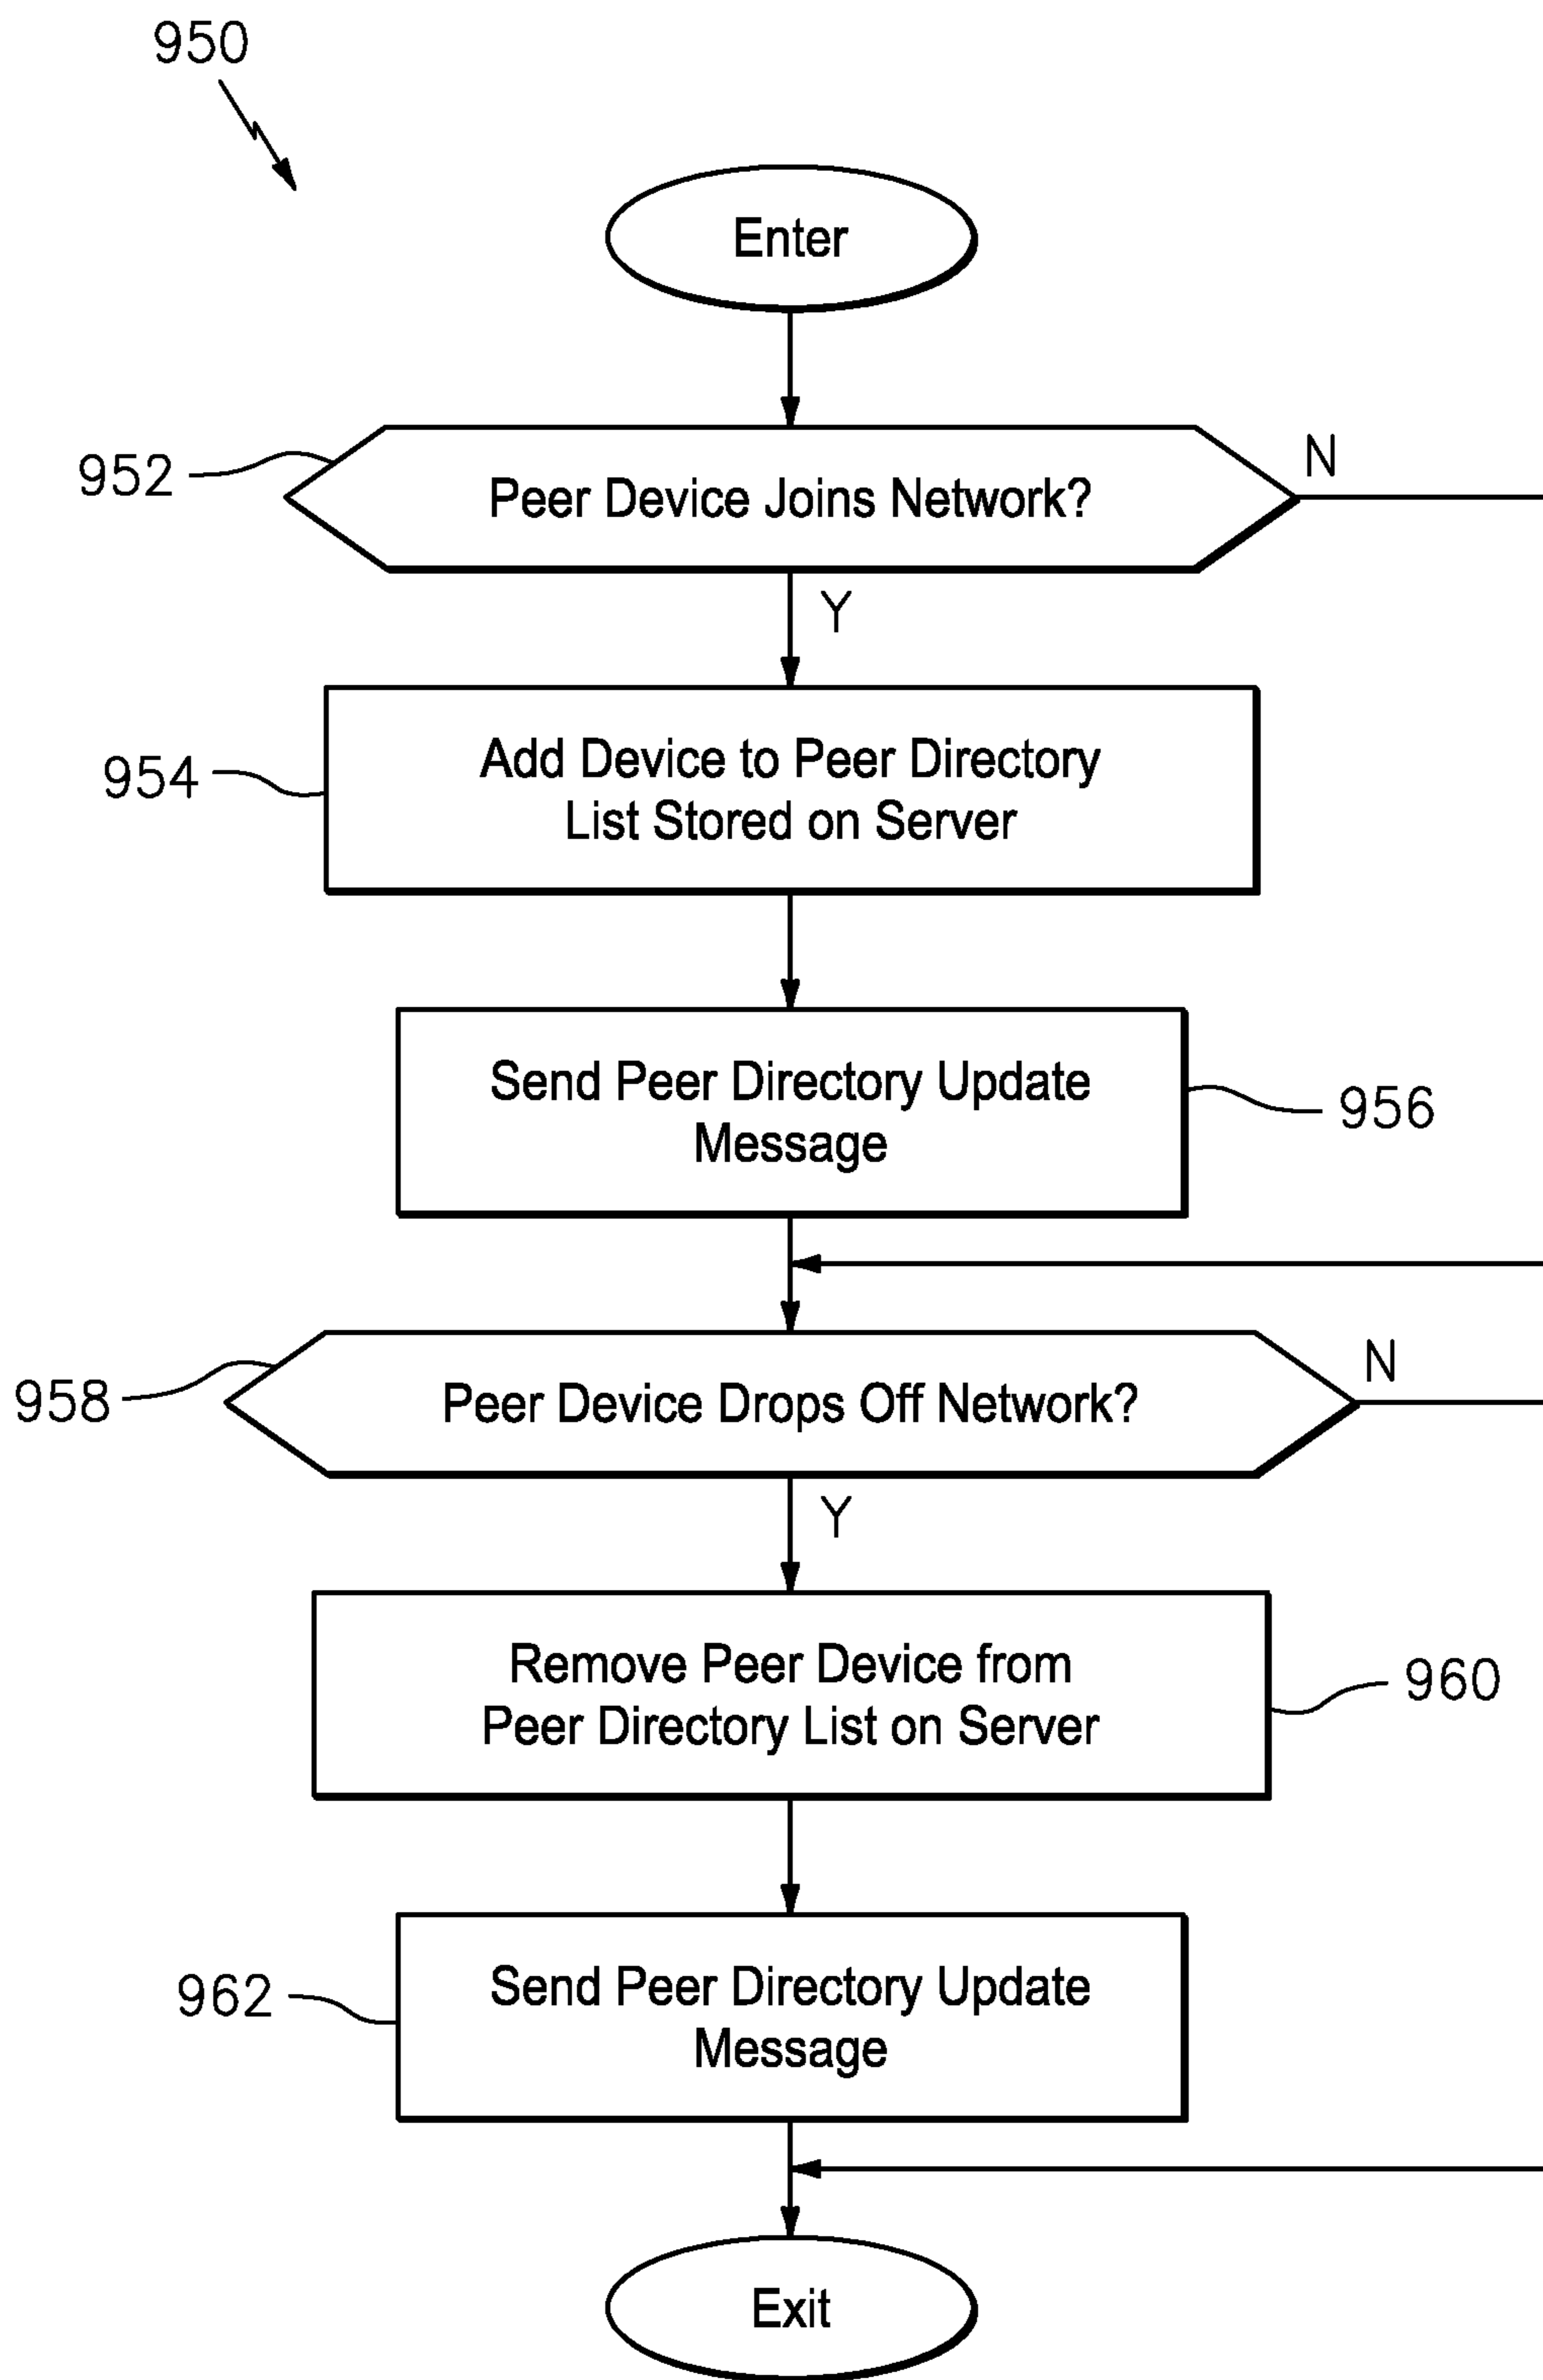 950
Enter
952
Peer Device Joins Network?
N
Y
954
Add Device to Peer Directory
List Stored on Server
Send Peer Directory Update
Message
956
958
Peer Device Drops Off Network?
N
Y
Remove Peer Device from
Peer Directory List on Server
960
962
Send Peer Directory Update
Message
Exit